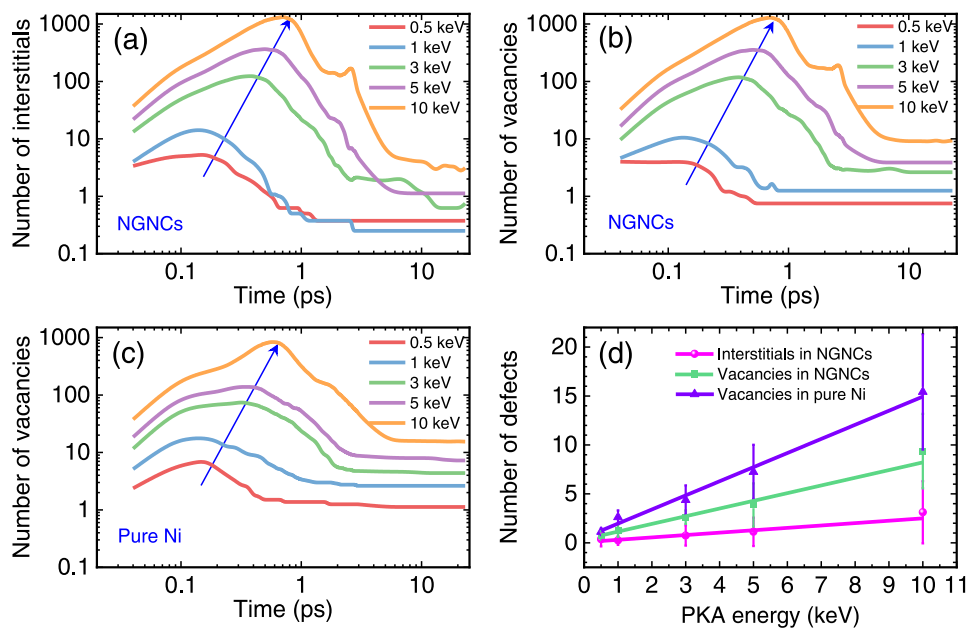 (a)
Number of interstitials
1000
100
10
1
0.1
0.5 keV
1 keV
3 keV
5 keV
10 keV
NGNCs
0.1
1
10
Time (ps)
(b)
Number of vacancies
1000
100
10
1
0.1
0.5 keV
1 keV
3 keV
5 keV
10 keV
NGNCs
0.1
1
10
Time (ps)
(c)
Number of vacancies
1000
100
10
1
0.1
0.5 keV
1 keV
3 keV
5 keV
10 keV
Pure Ni
0.1
1
10
Time (ps)
(d)
Number of defects
20
15
10
5
0
Interstitials in NGNCs
Vacancies in NGNCs
Vacancies in pure Ni
0 1 2 3 4 5 6 7 8 9 10 11
PKA energy (keV)